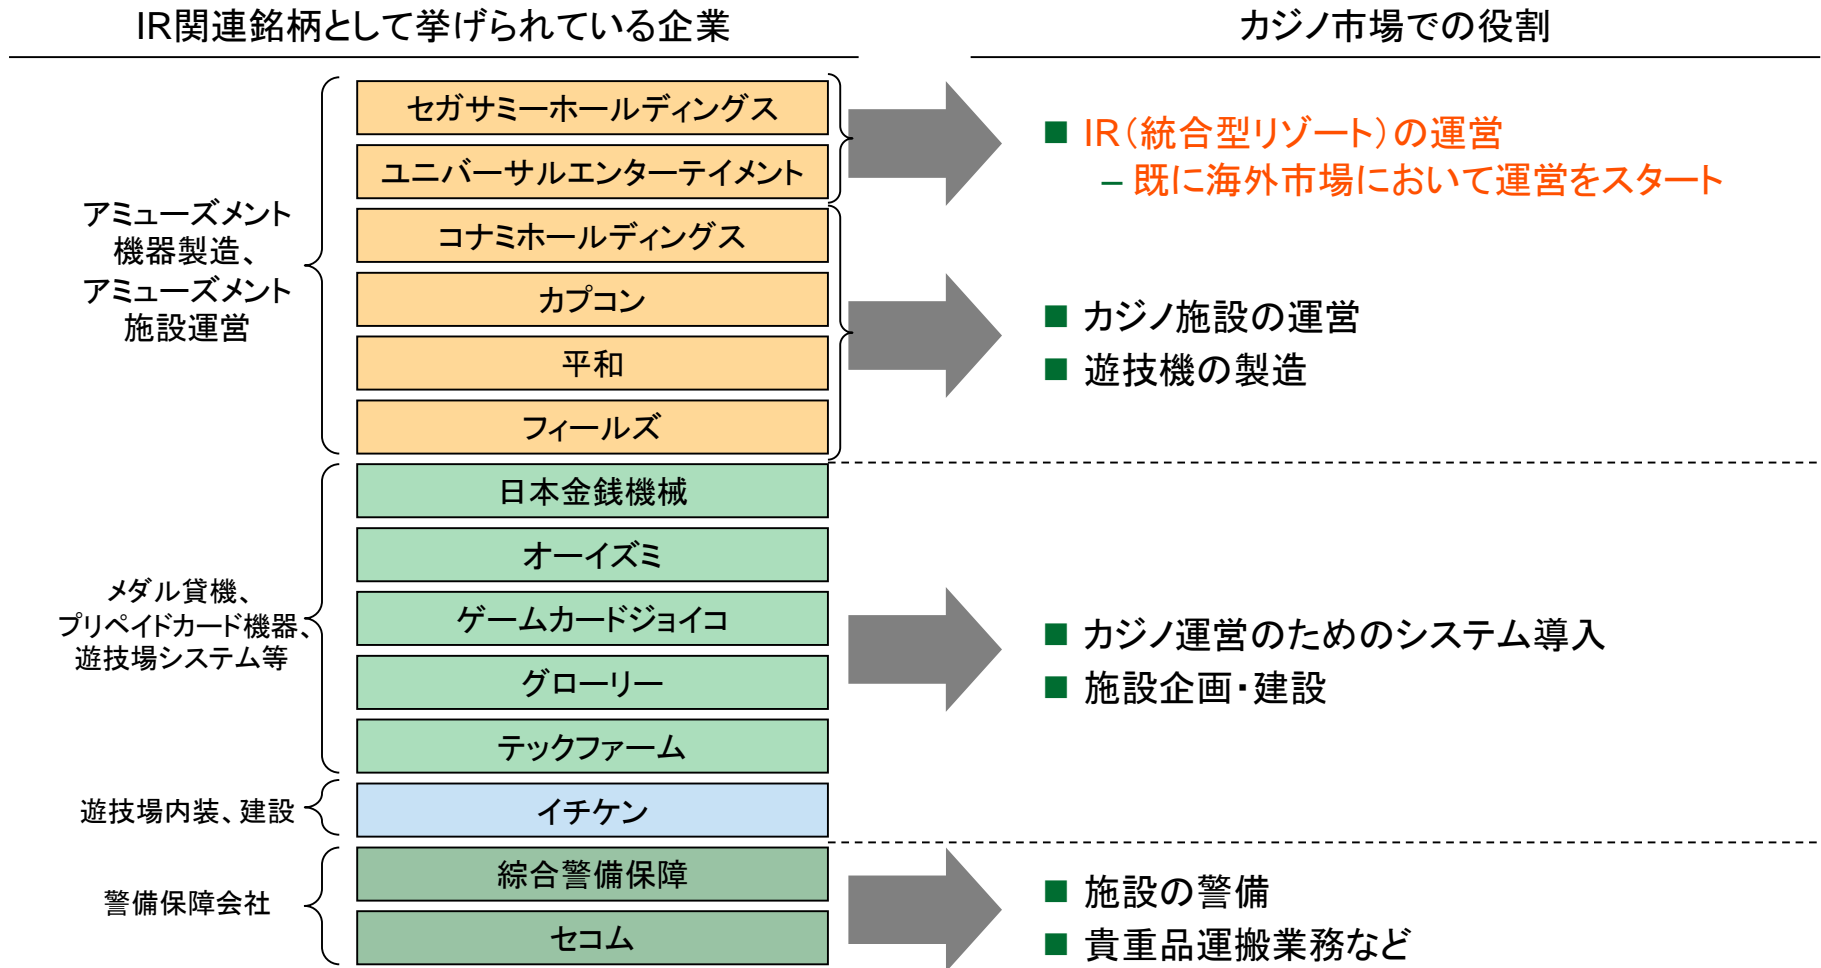 IR関連銘柄として挙げられている企業
カジノ市場での役割
アミューズメント
機器製造、
アミューズメント
施設運営
セガサミーホールディングス
ユニバーサルエンターテイメント
コナミホールディングス
カプコン
平和
フィールズ
■ IR(統合型リゾート)の運営
– 既に海外市場において運営をスタート
■ カジノ施設の運営
■ 遊技機の製造
メダル貸機、
プリペイドカード機器、
遊技場システム等
日本金銭機械
オーイズミ
ゲームカードジョイコ
グローリー
テックファーム
遊技場内装、建設
イチケン
■ カジノ運営のためのシステム導入
■ 施設企画・建設
警備保障会社
綜合警備保障
セコム
■ 施設の警備
■ 貴重品運搬業務など